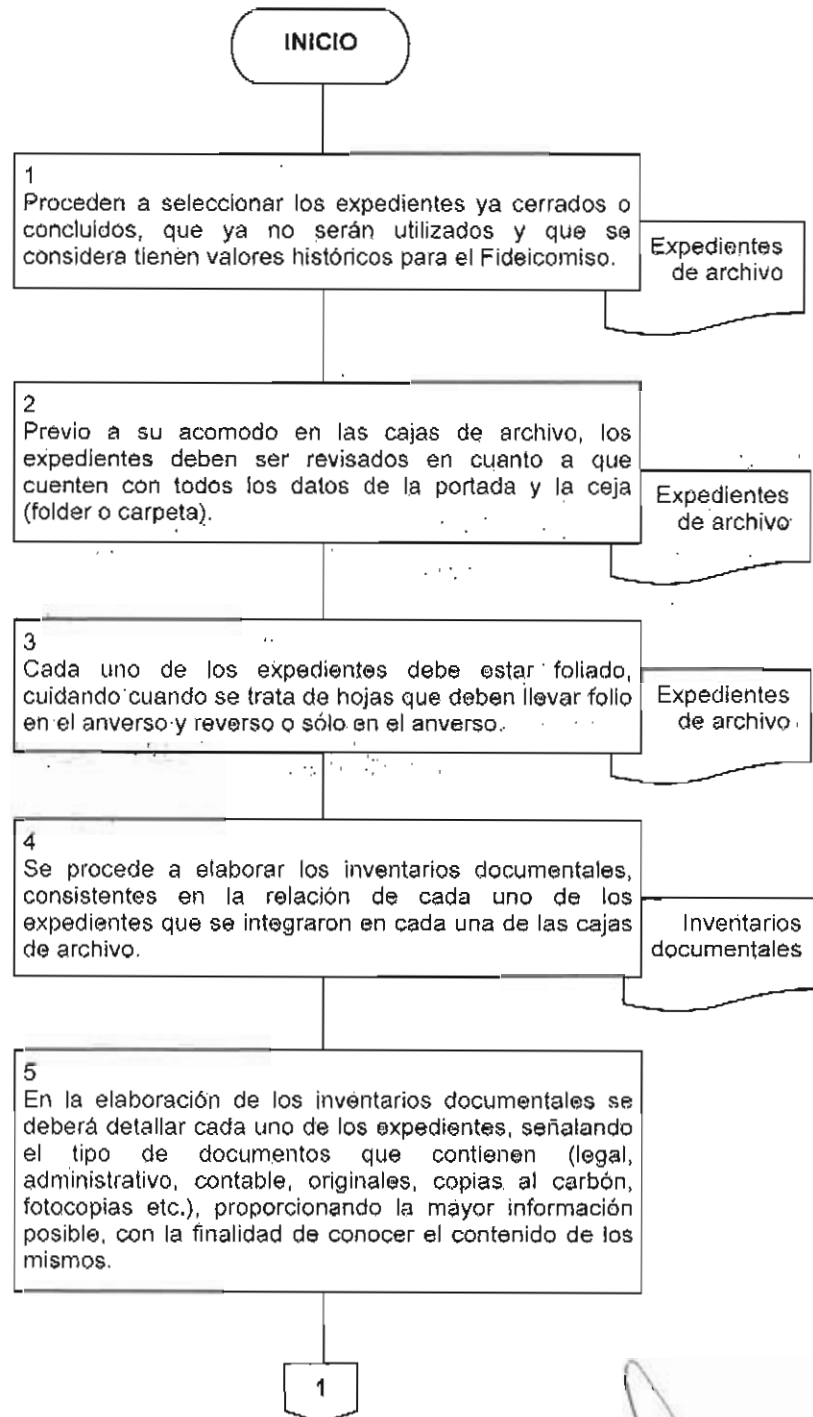 INICIO
1
Proceden a seleccionar los expedientes ya cerrados o
concluídos, que ya no serán utilizados y que se
considera tienen valores históricos para el Fideicomiso.
Expedientes
de archivo
2
Previo a su acomodo en las cajas de archivo, los
expedientes deben ser revisados en cuanto a que
cuenten con todos los datos de la portada y la ceja
(folder o carpeta).
Expedientes
de archivo
3
Cada uno de los expedientes debe estar foliado,
cuidando cuando se trata de hojas que deben llevar folio
en el anverso y reverso o sólo en el anverso.
Expedientes
de archivo
4
Se procede a elaborar los inventarios documentales,
consistentes en la relación de cada uno de los
expedientes que se integraron en cada una de las cajas
de archivo.
Inventarios
documentales
5
En la elaboración de los inventarios documentales se
deberá detallar cada uno de los expedientes, señalando
el tipo de documentos que contienen (legal,
administrativo, contable, originales, copias al carbón,
fotocopias etc.), proporcionando la mayor información
posible, con la finalidad de conocer el contenido de los
mismos.
1